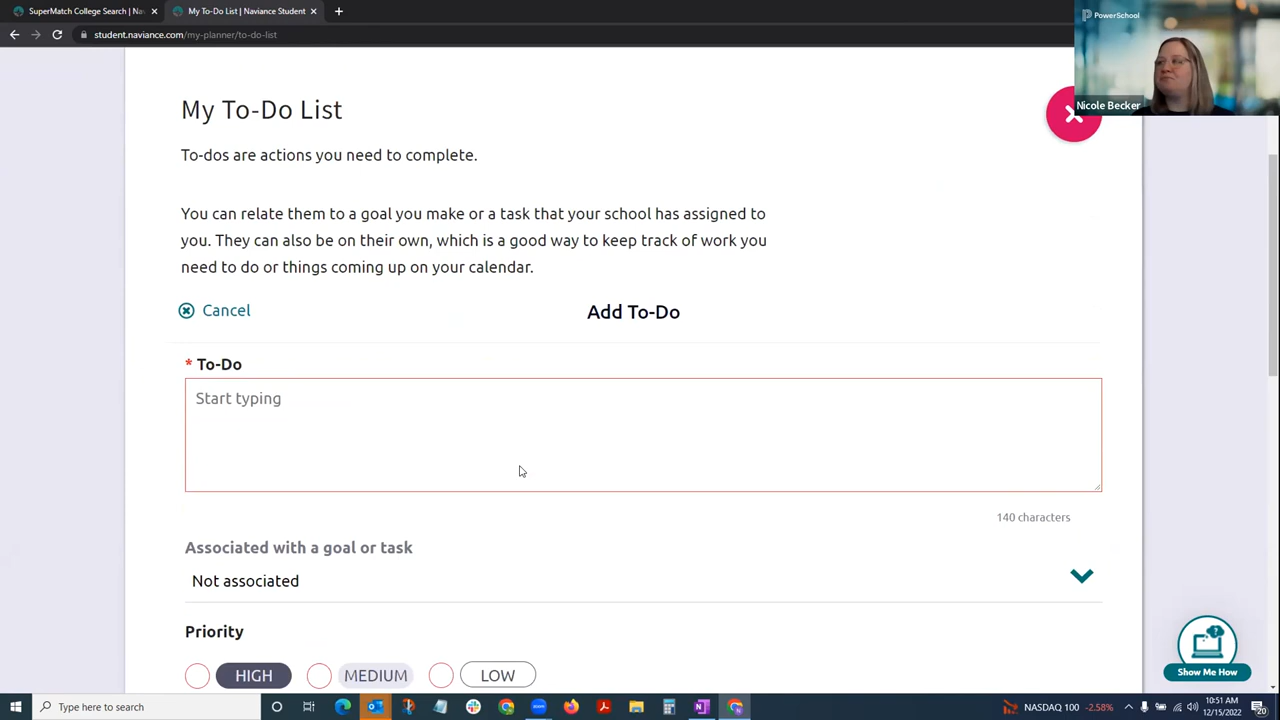 SuperMatch College Search | Nav
My To-Do List | Naviance Student
student.naviance.com/my-planner/to-do-list
PowerSchool
Nicole Becker
My To-Do List
To-dos are actions you need to complete.
You can relate them to a goal you make or a task that your school has assigned to
you. They can also be on their own, which is a good way to keep track of work you
need to do or things coming up on your calendar.
Cancel
Add To-Do
* To-Do
Start typing
140 characters
Associated with a goal or task
Not associated
Priority
HIGH
MEDIUM
LOW
Show Me How
Type here to search
NASDAQ 100 -2.58%
10:51 AM
12/15/2022
20